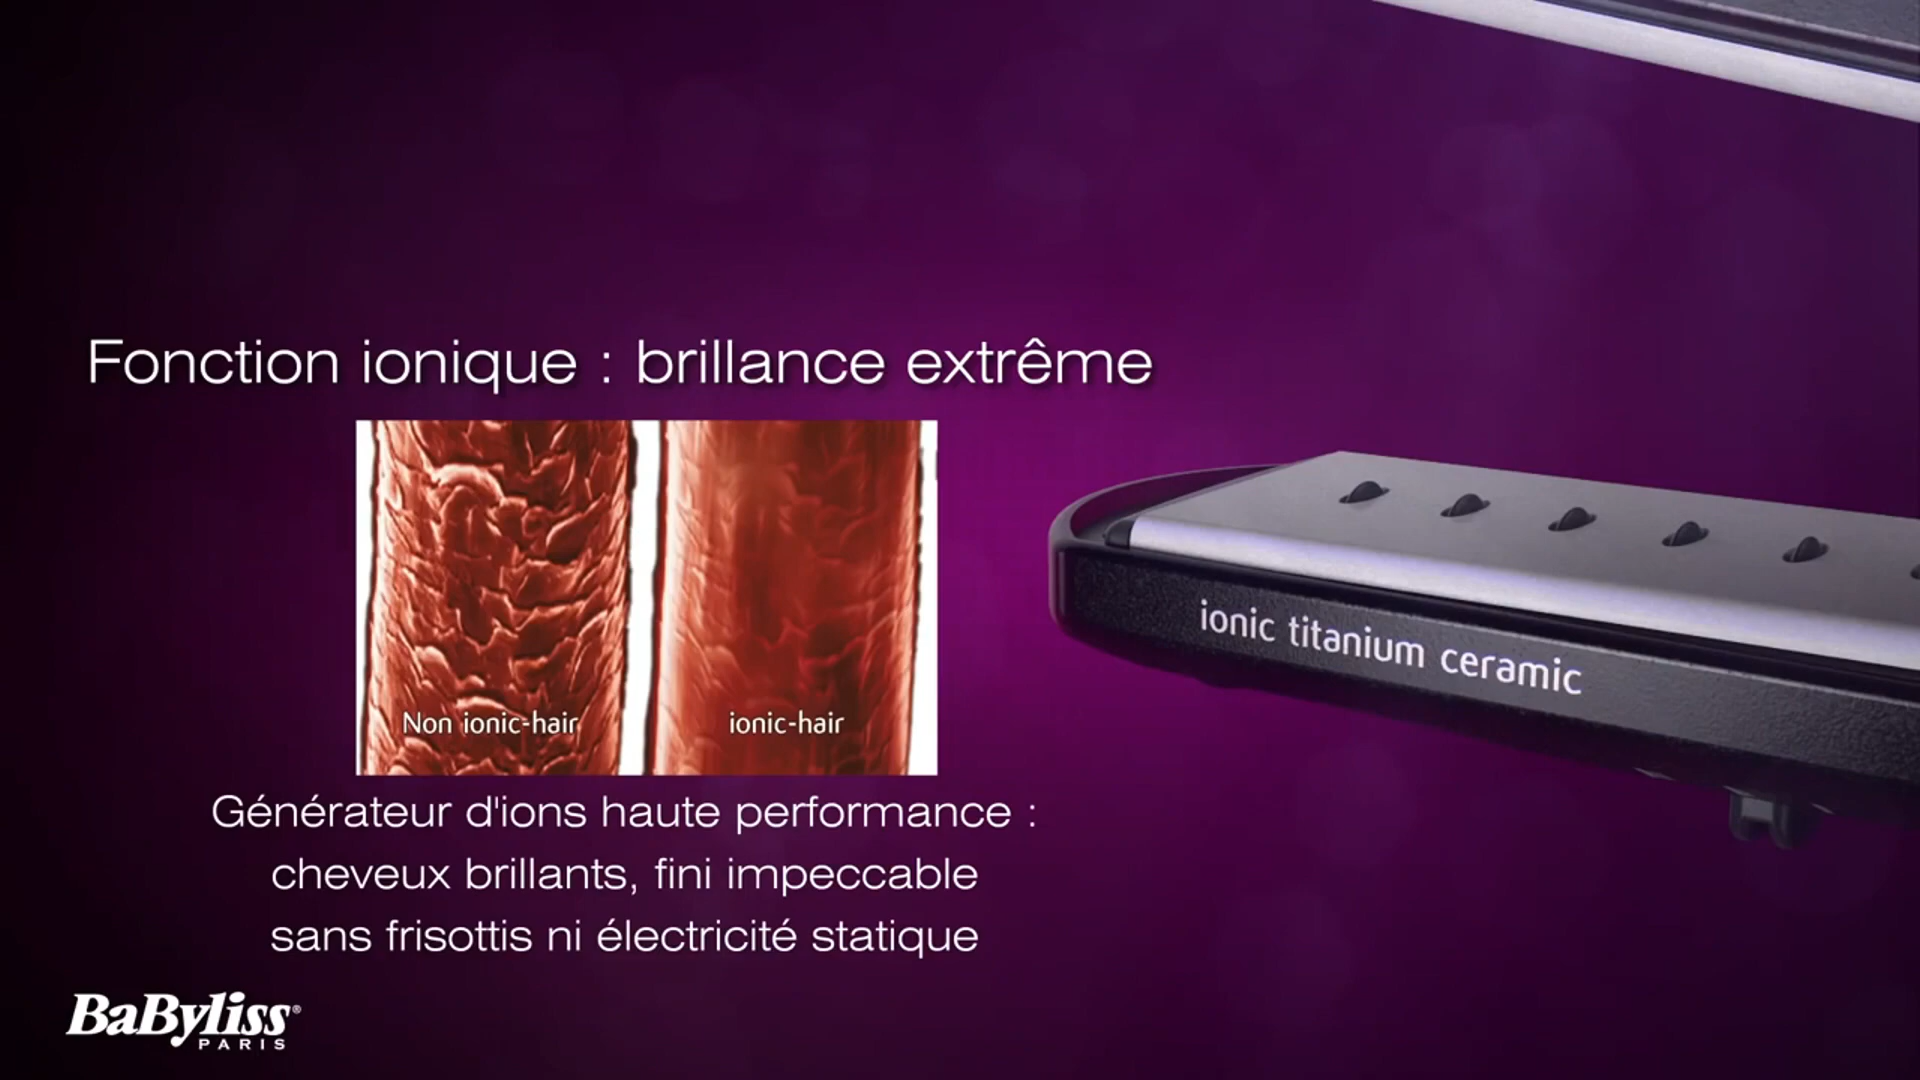 Fonction ionique : brillance extrême
Non ionic-hair
ionic-hair
ionic titanium ceramic
Générateur d'ions haute performance :
cheveux brillants, fini impeccable
sans frisottis ni électricité statique
BaByliss®
PARIS